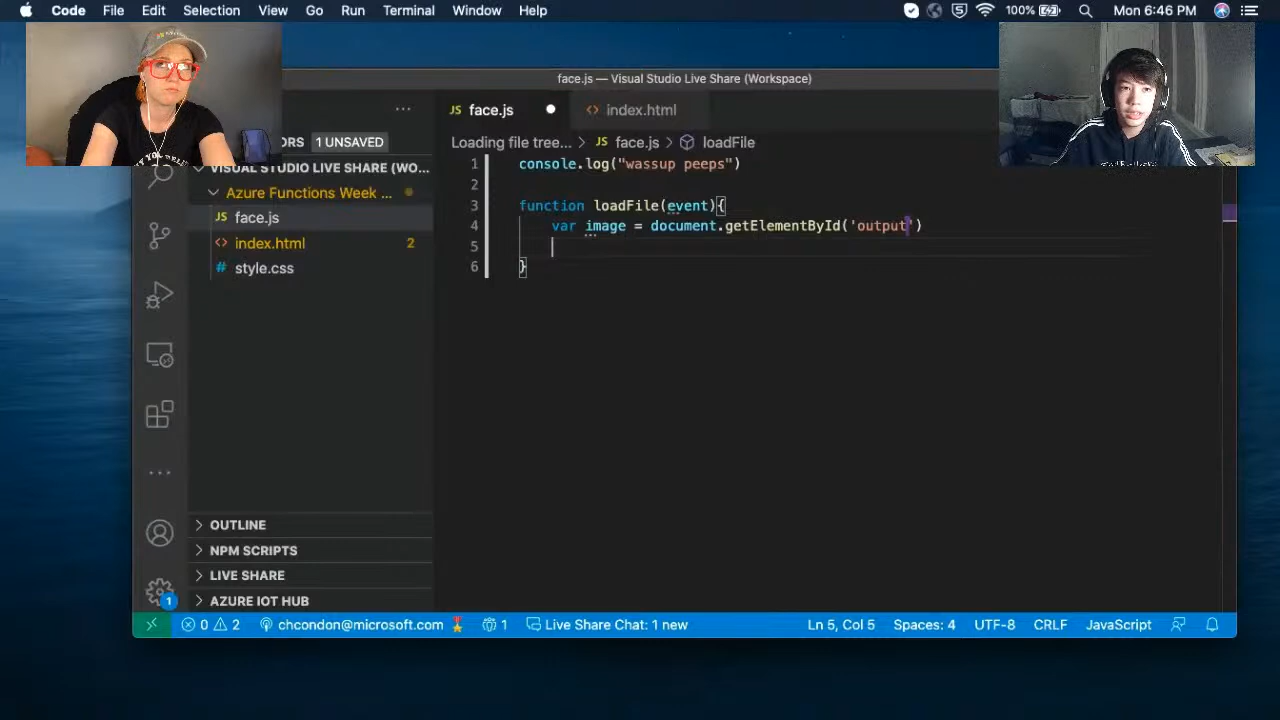 Code File Edit Selection View Go Run Terminal Window Help
100% Mon 6:46 PM
face.js — Visual Studio Live Share (Workspace)
ORS 1 UNSAVED
VISUAL STUDIO LIVE SHARE (WO...
Azure Functions Week ...
JS face.js
<> index.html 2
# style.css
OUTLINE
NPM SCRIPTS
LIVE SHARE
AZURE IOT HUB
1
JS face.js
<> index.html
Loading file tree... > JS face.js > loadFile
1 console.log("wassup peeps")
2
3 function loadFile(event){
4 var image = document.getElementById('output')
5
6 }
0 2 chcondon@microsoft.com 1 Live Share Chat: 1 new Ln 5, Col 5 Spaces: 4 UTF-8 CRLF JavaScript